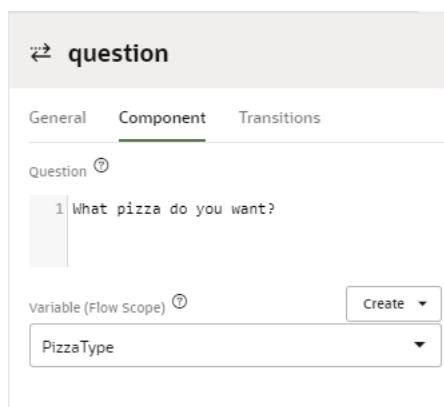 question
General Component Transitions
Question
1 What pizza do you want?
Variable (Flow Scope)
Create
PizzaType